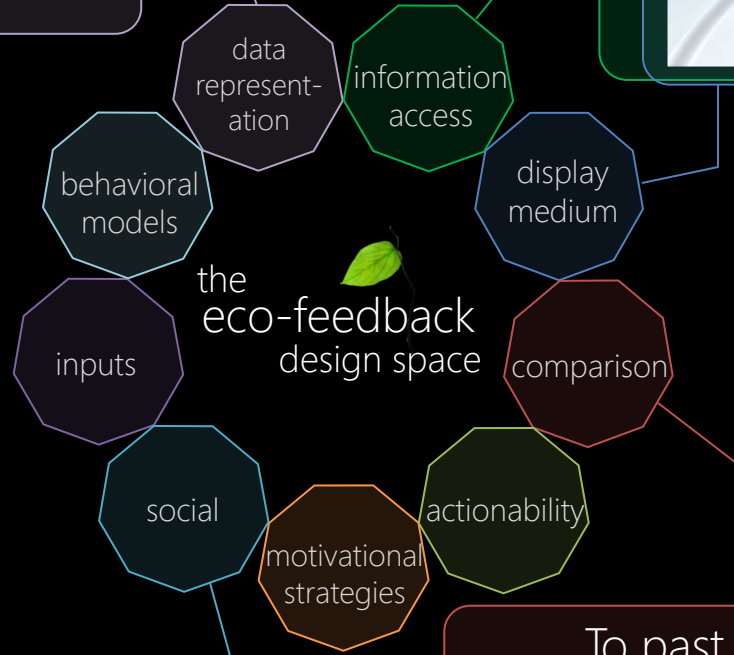 data
represent-
ation
information
access
display
medium
behavioral
models
the
eco-feedback
design space
inputs
comparison
social
actionability
motivational
strategies
To past